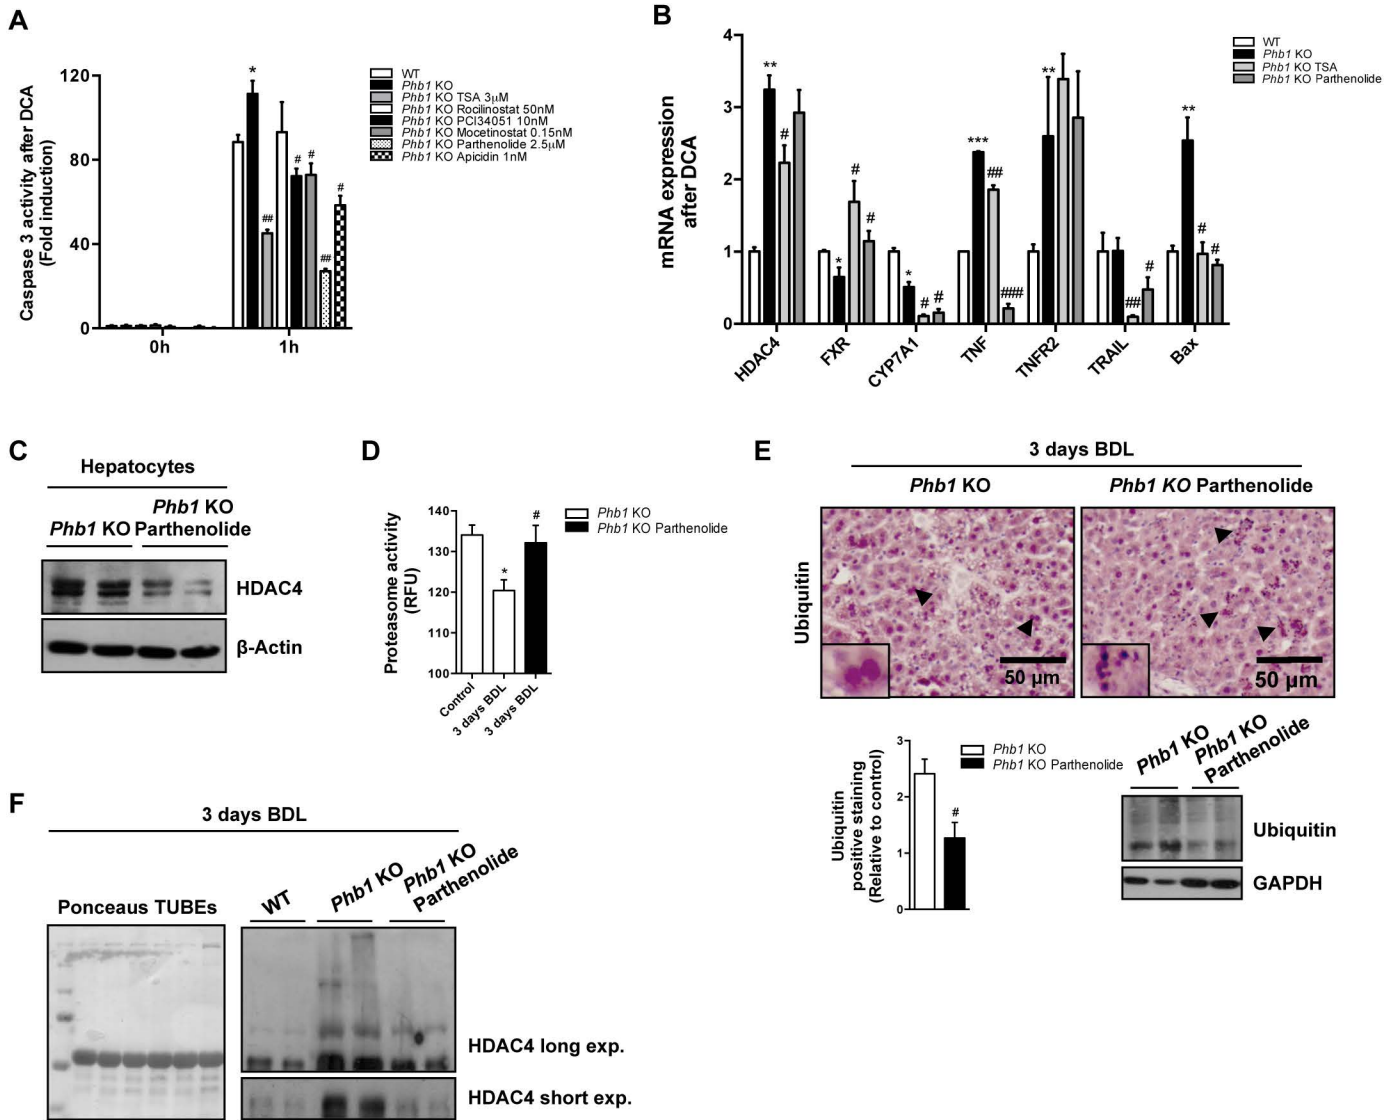 A
Caspase 3 activity after DCA
(Fold induction)
120
80
40
0
*
##
#
#
##
#
0h
1h
WT
Phb1 KO
Phb1 KO TSA 3µM
Phb1 KO Rocilinostat 50nM
Phb1 KO PCI34051 10nM
Phb1 KO Mocetinostat 0.15nM
Phb1 KO Parthenolide 2.5µM
Phb1 KO Apicidin 1nM
B
mRNA expression
after DCA
4
3
2
1
0
**
#
*
#
#
*
#
#
***
##
###
**
##
#
**
#
#
HDAC4
FXR
CYP7A1
TNF
TNFR2
TRAIL
Bax
WT
Phb1 KO
Phb1 KO TSA
Phb1 KO Parthenolide
C
Hepatocytes
Phb1 KO
Phb1 KO
Parthenolide
HDAC4
β-Actin
D
Proteasome activity
(RFU)
140
130
120
110
100
*
#
Control
3 days BDL
3 days BDL
Phb1 KO
Phb1 KO Parthenolide
E
3 days BDL
Phb1 KO
Phb1 KO Parthenolide
Ubiquitin
50 µm
50 µm
Ubiquitin
positive staining
(Relative to control)
3
2
1
0
#
Phb1 KO
Phb1 KO Parthenolide
Phb1 KO
Phb1 KO
Parthenolide
Ubiquitin
GAPDH
F
3 days BDL
Ponceaus TUBEs
WT
Phb1 KO
Phb1 KO
Parthenolide
HDAC4 long exp.
HDAC4 short exp.